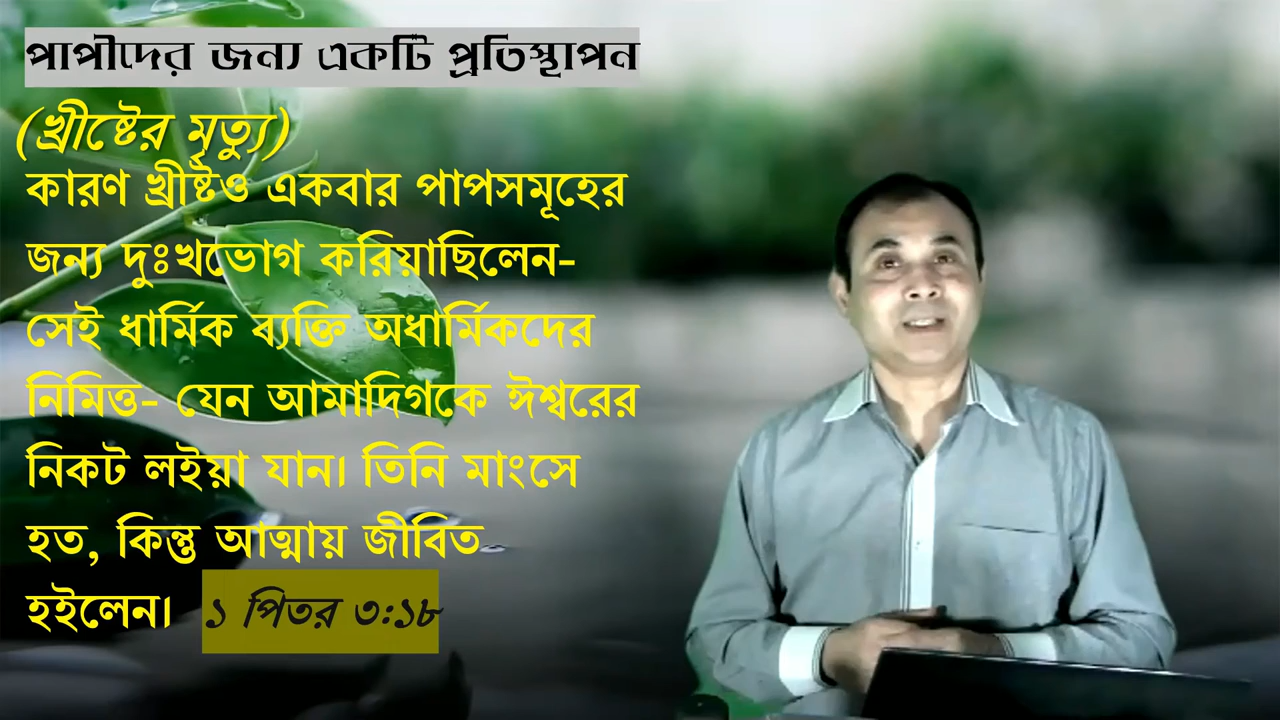 পাপীদের জন্য একটি প্রতিস্থাপন
(খ্রীষ্টের মৃত্যু)
কারণ খ্রীষ্টও একবার পাপসমূহের
জন্য দুঃখভোগ করিয়াছিলেন-
সেই ধার্মিক ব্যক্তি অধার্মিকদের
নিমিত্ত- যেন আমাদিগকে ঈশ্বরের
নিকট লইয়া যান। তিনি মাংসে
হত, কিন্তু আত্মায় জীবিত
হইলেন। ১ পিতর ৩:১৮